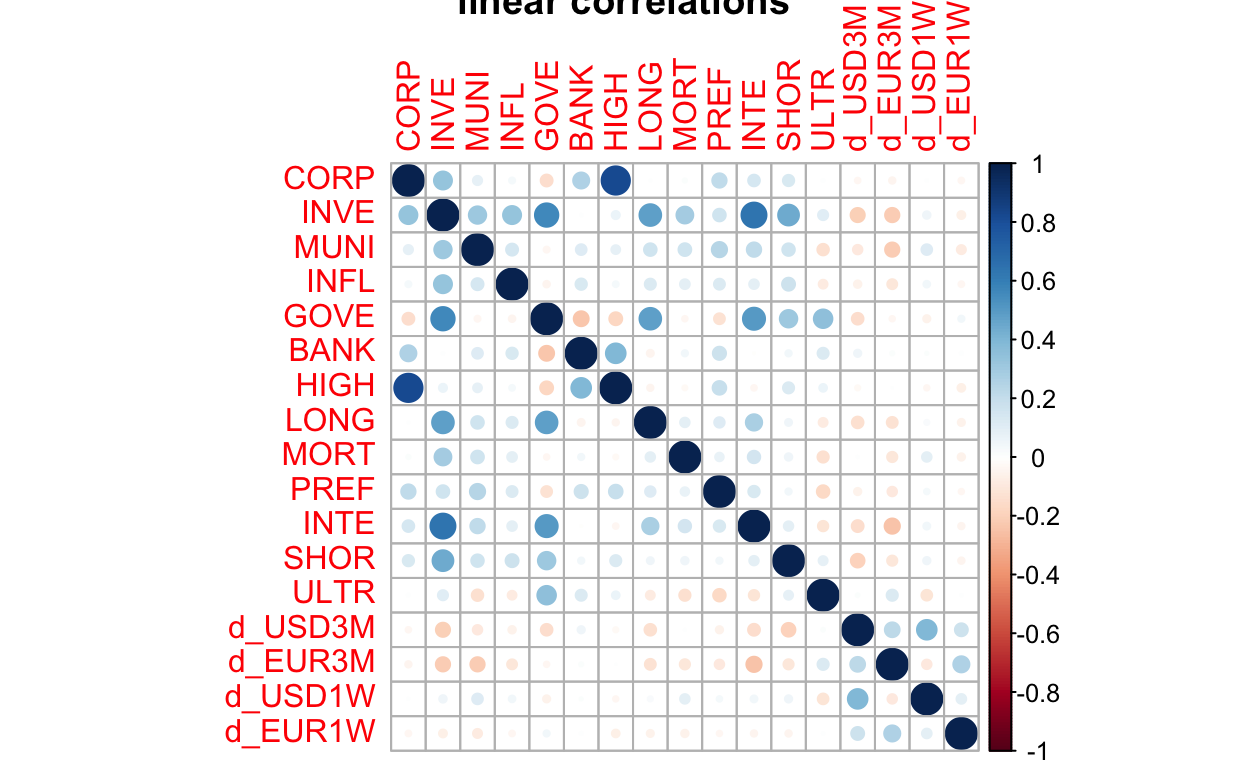 linear correlations
CORP INVE MUNI INFL GOVE BANK HIGH LONG MORT PREF INTE SHOR ULTR d_USD3M d_EUR3M d_USD1W d_EUR1W
CORP
INVE
MUNI
INFL
GOVE
BANK
HIGH
LONG
MORT
PREF
INTE
SHOR
ULTR
d_USD3M
d_EUR3M
d_USD1W
d_EUR1W
1
0.8
0.6
0.4
0.2
0
-0.2
-0.4
-0.6
-0.8
-1